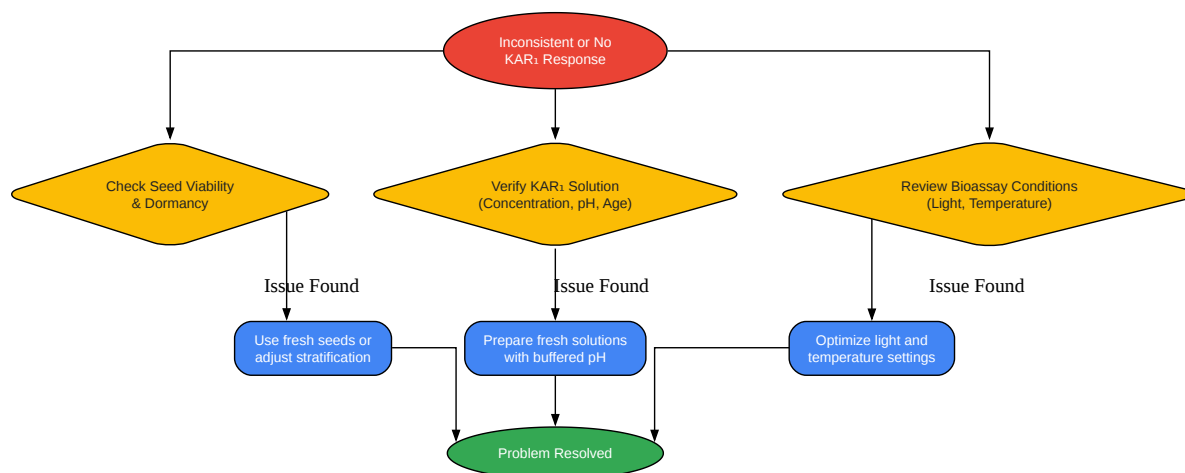 Inconsistent or No
KAR₁ Response
Check Seed Viability
& Dormancy
Verify KAR₁ Solution
(Concentration, pH, Age)
Review Bioassay Conditions
(Light, Temperature)
Issue Found
Issue Found
Issue Found
Use fresh seeds or
adjust stratification
Prepare fresh solutions
with buffered pH
Optimize light and
temperature settings
Problem Resolved